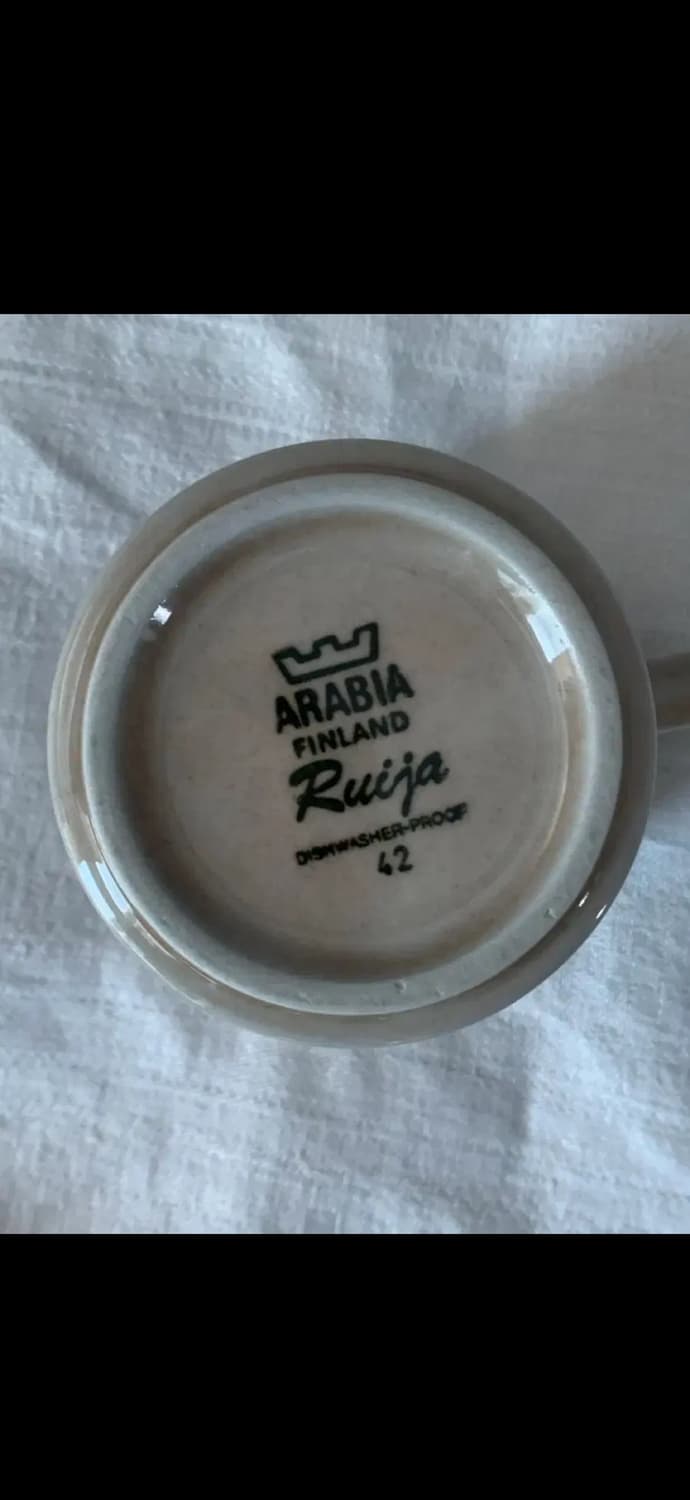 ARABIA
FINLAND
Ruija
DISHWASHER-PROOF
42